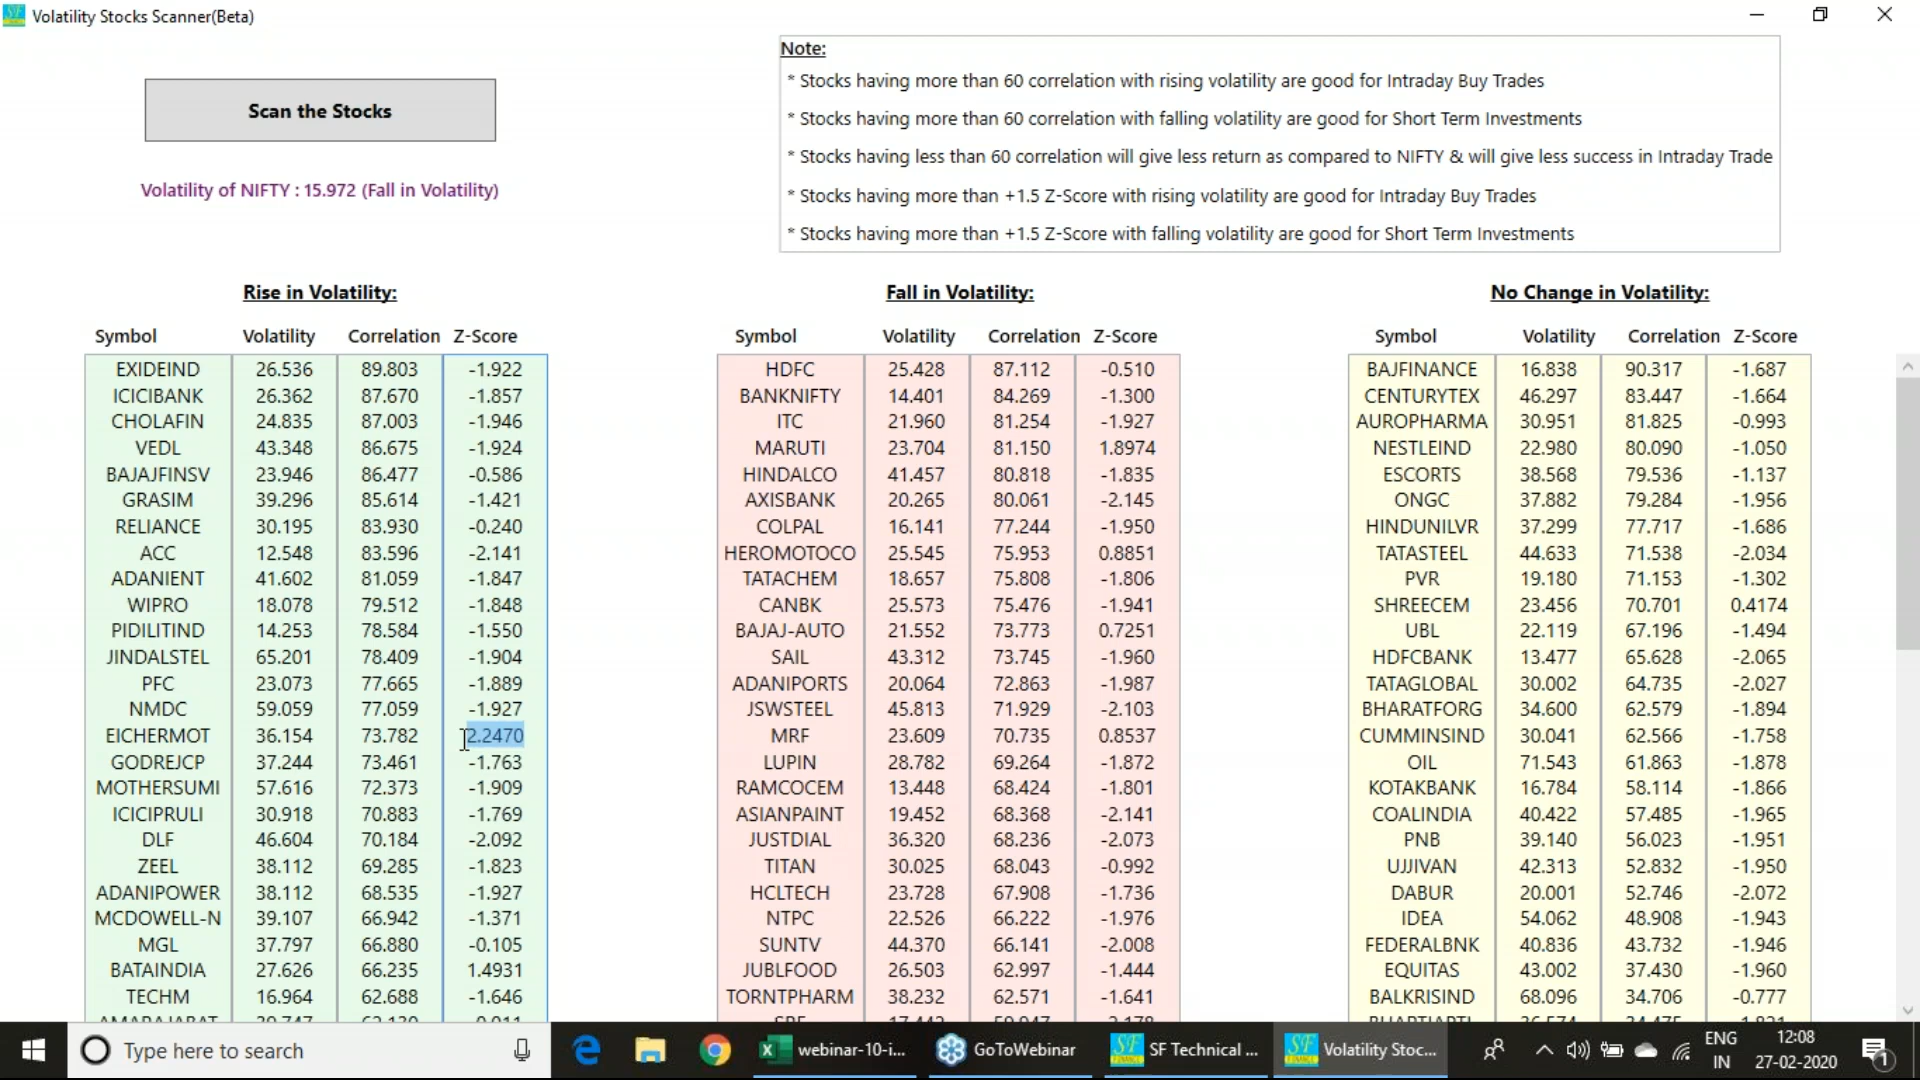 Volatility Stocks Scanner(Beta)
Scan the Stocks
Volatility of NIFTY : 15.972 (Fall in Volatility)
Note:
* Stocks having more than 60 correlation with rising volatility are good for Intraday Buy Trades
* Stocks having more than 60 correlation with falling volatility are good for Short Term Investments
* Stocks having less than 60 correlation will give less return as compared to NIFTY & will give less success in Intraday Trade
* Stocks having more than +1.5 Z-Score with rising volatility are good for Intraday Buy Trades
* Stocks having more than +1.5 Z-Score with falling volatility are good for Short Term Investments
Rise in Volatility:
Symbol Volatility Correlation Z-Score
EXIDEIND 26.536 89.803 -1.922
ICICIBANK 26.362 87.670 -1.857
CHOLAFIN 24.835 87.003 -1.946
VEDL 43.348 86.675 -1.924
BAJAJFINSV 23.946 86.477 -0.586
GRASIM 39.296 85.614 -1.421
RELIANCE 30.195 83.930 -0.240
ACC 12.548 83.596 -2.141
ADANIENT 41.602 81.059 -1.847
WIPRO 18.078 79.512 -1.848
PIDILITIND 14.253 78.584 -1.550
JINDALSTEL 65.201 78.409 -1.904
PFC 23.073 77.665 -1.889
NMDC 59.059 77.059 -1.927
EICHERMOT 36.154 73.782 2.2470
GODREJCP 37.244 73.461 -1.763
MOTHERSUMI 57.616 72.373 -1.909
ICICIPRULI 30.918 70.883 -1.769
DLF 46.604 70.184 -2.092
ZEEL 38.112 69.285 -1.823
ADANIPOWER 38.112 68.535 -1.927
MCDOWELL-N 39.107 66.942 -1.371
MGL 37.797 66.880 -0.105
BATAINDIA 27.626 66.235 1.4931
TECHM 16.964 62.688 -1.646
Fall in Volatility:
Symbol Volatility Correlation Z-Score
HDFC 25.428 87.112 -0.510
BANKNIFTY 14.401 84.269 -1.300
ITC 21.960 81.254 -1.927
MARUTI 23.704 81.150 1.8974
HINDALCO 41.457 80.818 -1.835
AXISBANK 20.265 80.061 -2.145
COLPAL 16.141 77.244 -1.950
HEROMOTOCO 25.545 75.953 0.8851
TATACHEM 18.657 75.808 -1.806
CANBK 25.573 75.476 -1.941
BAJAJ-AUTO 21.552 73.773 0.7251
SAIL 43.312 73.745 -1.960
ADANIPORTS 20.064 72.863 -1.987
JSWSTEEL 45.813 71.929 -2.103
MRF 23.609 70.735 0.8537
LUPIN 28.782 69.264 -1.872
RAMCOCEM 13.448 68.424 -1.801
ASIANPAINT 19.452 68.368 -2.141
JUSTDIAL 36.320 68.236 -2.073
TITAN 30.025 68.043 -0.992
HCLTECH 23.728 67.908 -1.736
NTPC 22.526 66.222 -1.976
SUNTV 44.370 66.141 -2.008
JUBLFOOD 26.503 62.997 -1.444
TORNTPHARM 38.232 62.571 -1.641
No Change in Volatility:
Symbol Volatility Correlation Z-Score
BAJFINANCE 16.838 90.317 -1.687
CENTURYTEX 46.297 83.447 -1.664
AUROPHARMA 30.951 81.825 -0.993
NESTLEIND 22.980 80.090 -1.050
ESCORTS 38.568 79.536 -1.137
ONGC 37.882 79.284 -1.956
HINDUNILVR 37.299 77.717 -1.686
TATASTEEL 44.633 71.538 -2.034
PVR 19.180 71.153 -1.302
SHREECEM 23.456 70.701 0.4174
UBL 22.119 67.196 -1.494
HDFCBANK 13.477 65.628 -2.065
TATAGLOBAL 30.002 64.735 -2.027
BHARATFORG 34.600 62.579 -1.894
CUMMINSIND 30.041 62.566 -1.758
OIL 71.543 61.863 -1.878
KOTAKBANK 16.784 58.114 -1.866
COALINDIA 40.422 57.485 -1.965
PNB 39.140 56.023 -1.951
UJJIVAN 42.313 52.832 -1.950
DABUR 20.001 52.746 -2.072
IDEA 54.062 48.908 -1.943
FEDERALBNK 40.836 43.732 -1.946
EQUITAS 43.002 37.430 -1.960
BALKRISIND 68.096 34.706 -0.777
Type here to search
webinar-10-i...
GoToWebinar
SF Technical ...
Volatility Stoc...
ENG
IN
12:08
27-02-2020
1